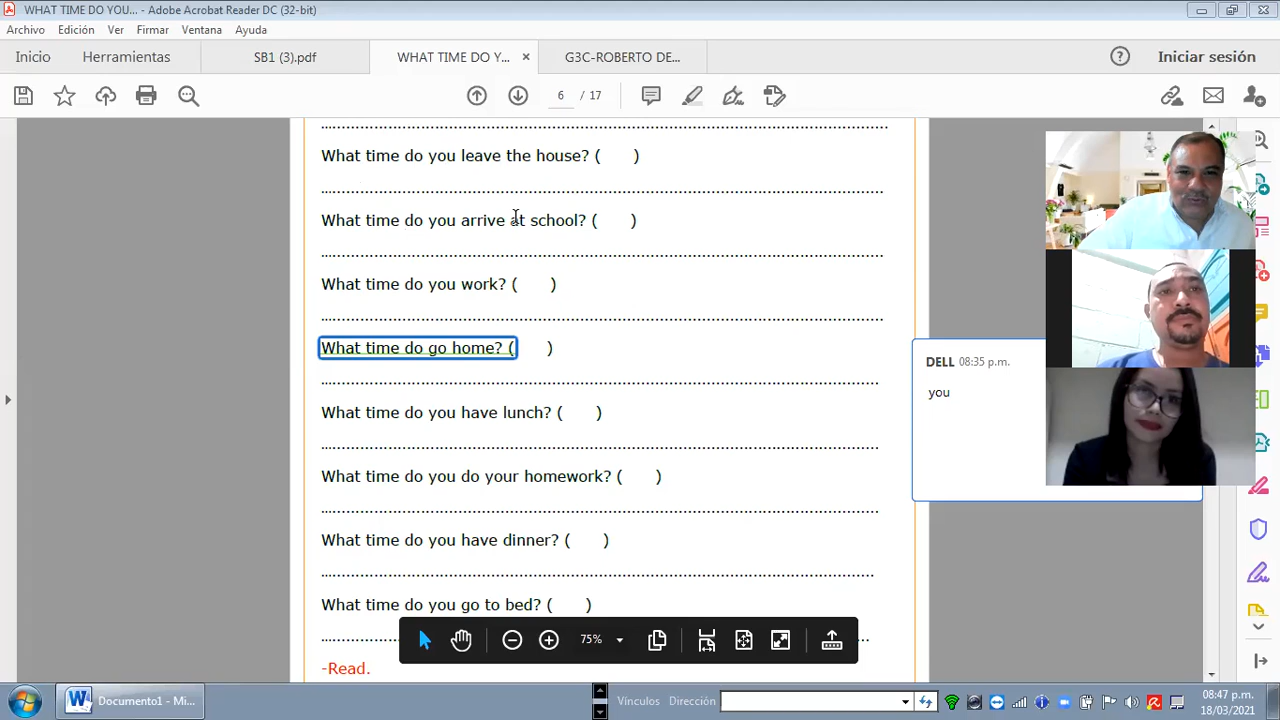 WHAT TIME DO YOU... - Adobe Acrobat Reader DC (32-bit)
Archivo Edición Ver Firmar Ventana Ayuda
Inicio Herramientas SB1 (3).pdf WHAT TIME DO Y... × G3C-ROBERTO DE... ? Iniciar sesión
6 / 17
What time do you leave the house? ( )
What time do you arrive at school? ( )
What time do you work? ( )
What time do go home? ( )
DELL 08:35 p.m.
you
What time do you have lunch? ( )
What time do you do your homework? ( )
What time do you have dinner? ( )
What time do you go to bed? ( )
75%
-Read.
Documento1 - Mi... Vínculos Dirección 08:47 p.m.
18/03/2021